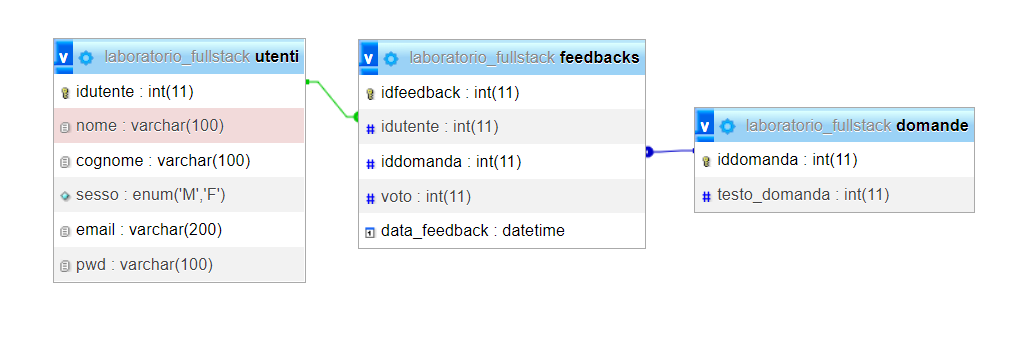 v laboratorio_fullstack utenti
idutente : int(11)
nome : varchar(100)
cognome : varchar(100)
sesso : enum('M','F')
email : varchar(200)
pwd : varchar(100)
v laboratorio_fullstack feedbacks
idfeedback : int(11)
# idutente : int(11)
# iddomanda : int(11)
# voto : int(11)
data_feedback : datetime
v laboratorio_fullstack domande
iddomanda : int(11)
# testo_domanda : int(11)